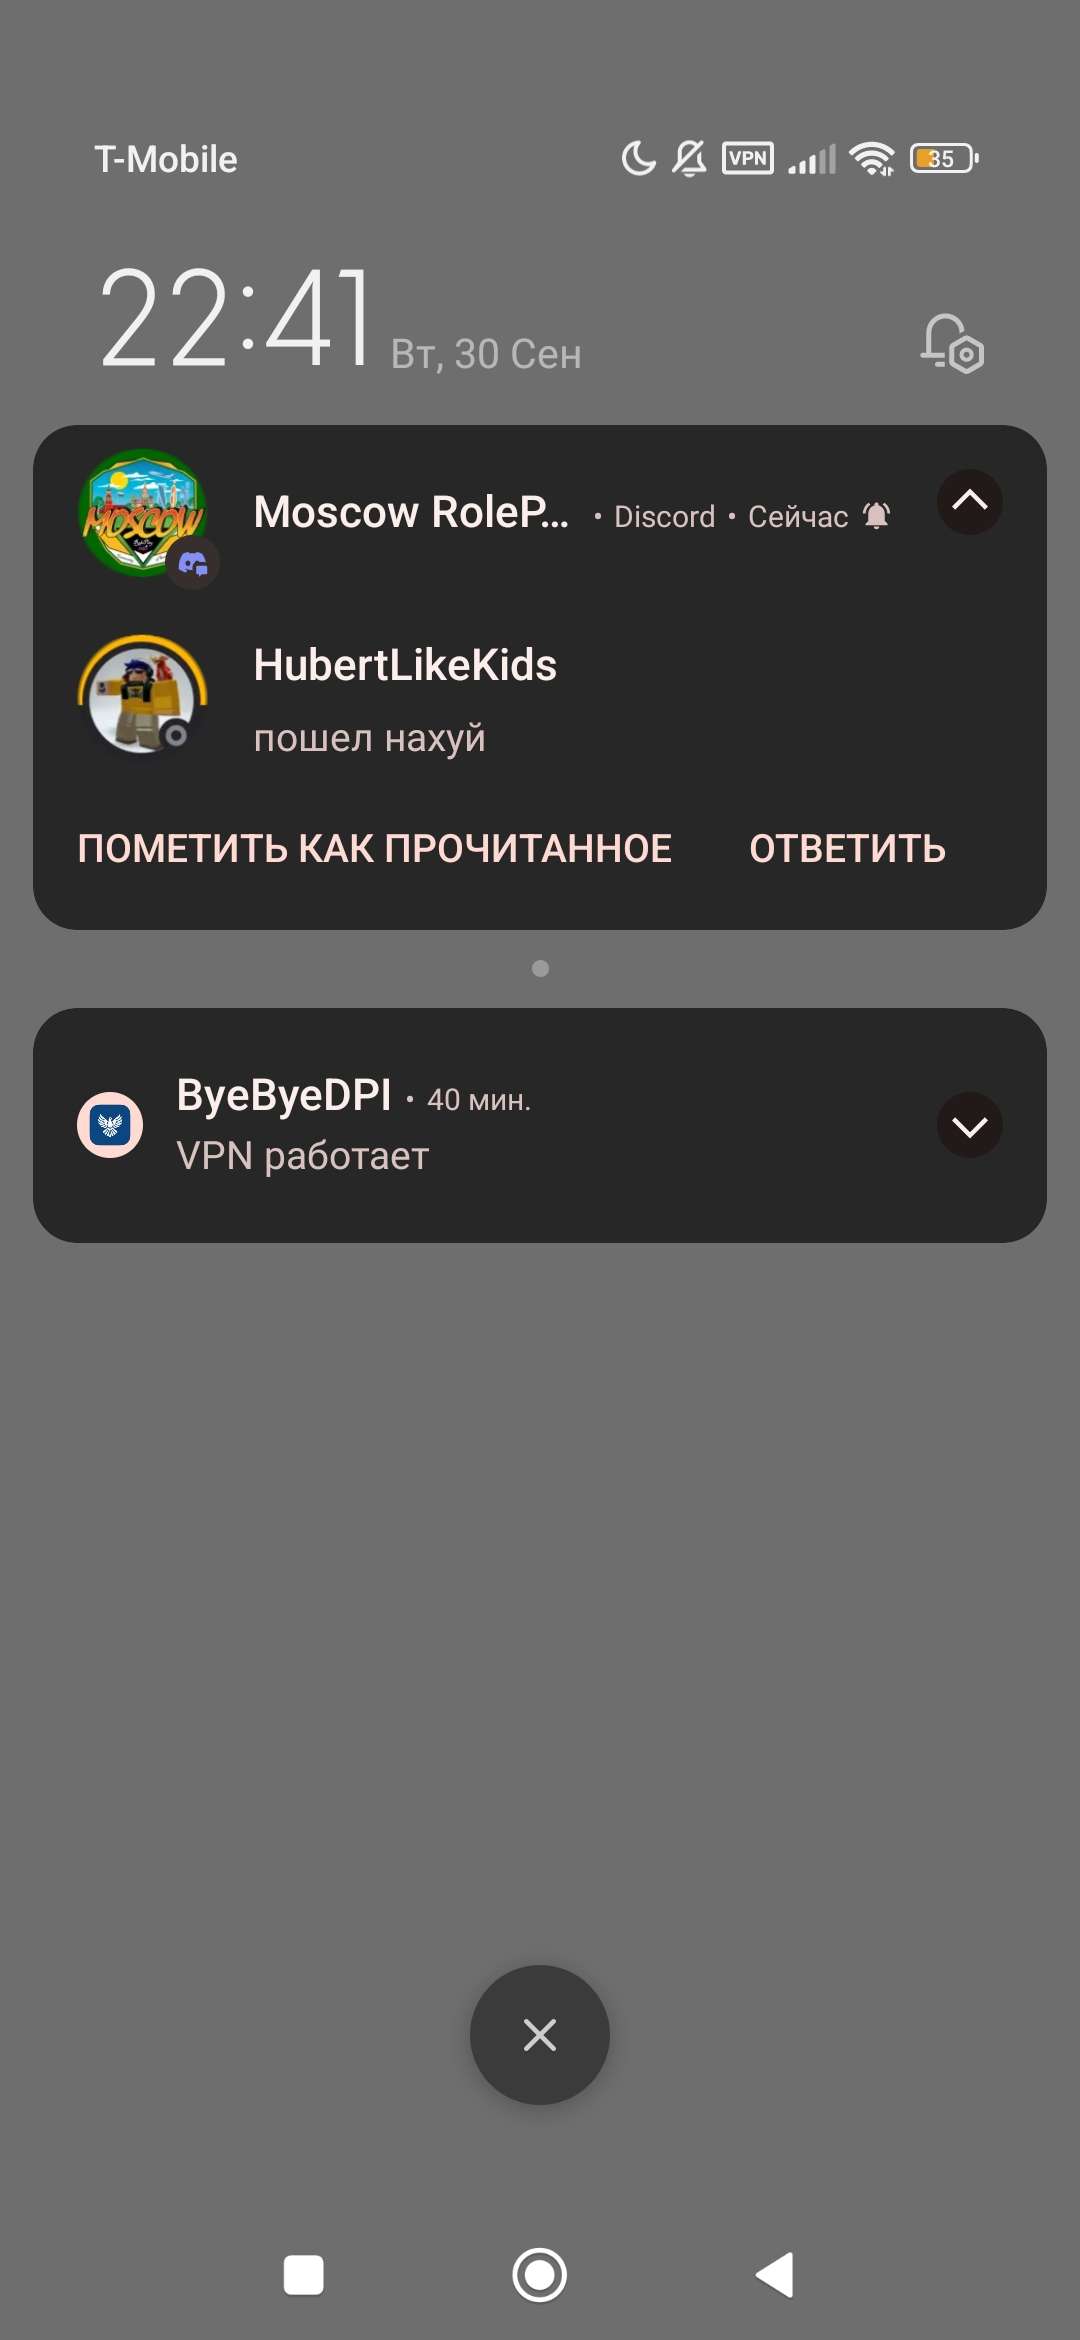 T-Mobile
VPN
35
22:41 Вт, 30 Сен
MOSCOW
Moscow RoleP... • Discord • Сейчас
HubertLikeKids
пошел нахуй
ПОМЕТИТЬ КАК ПРОЧИТАННОЕ ОТВЕТИТЬ
ByeByeDPI • 40 мин.
VPN работает